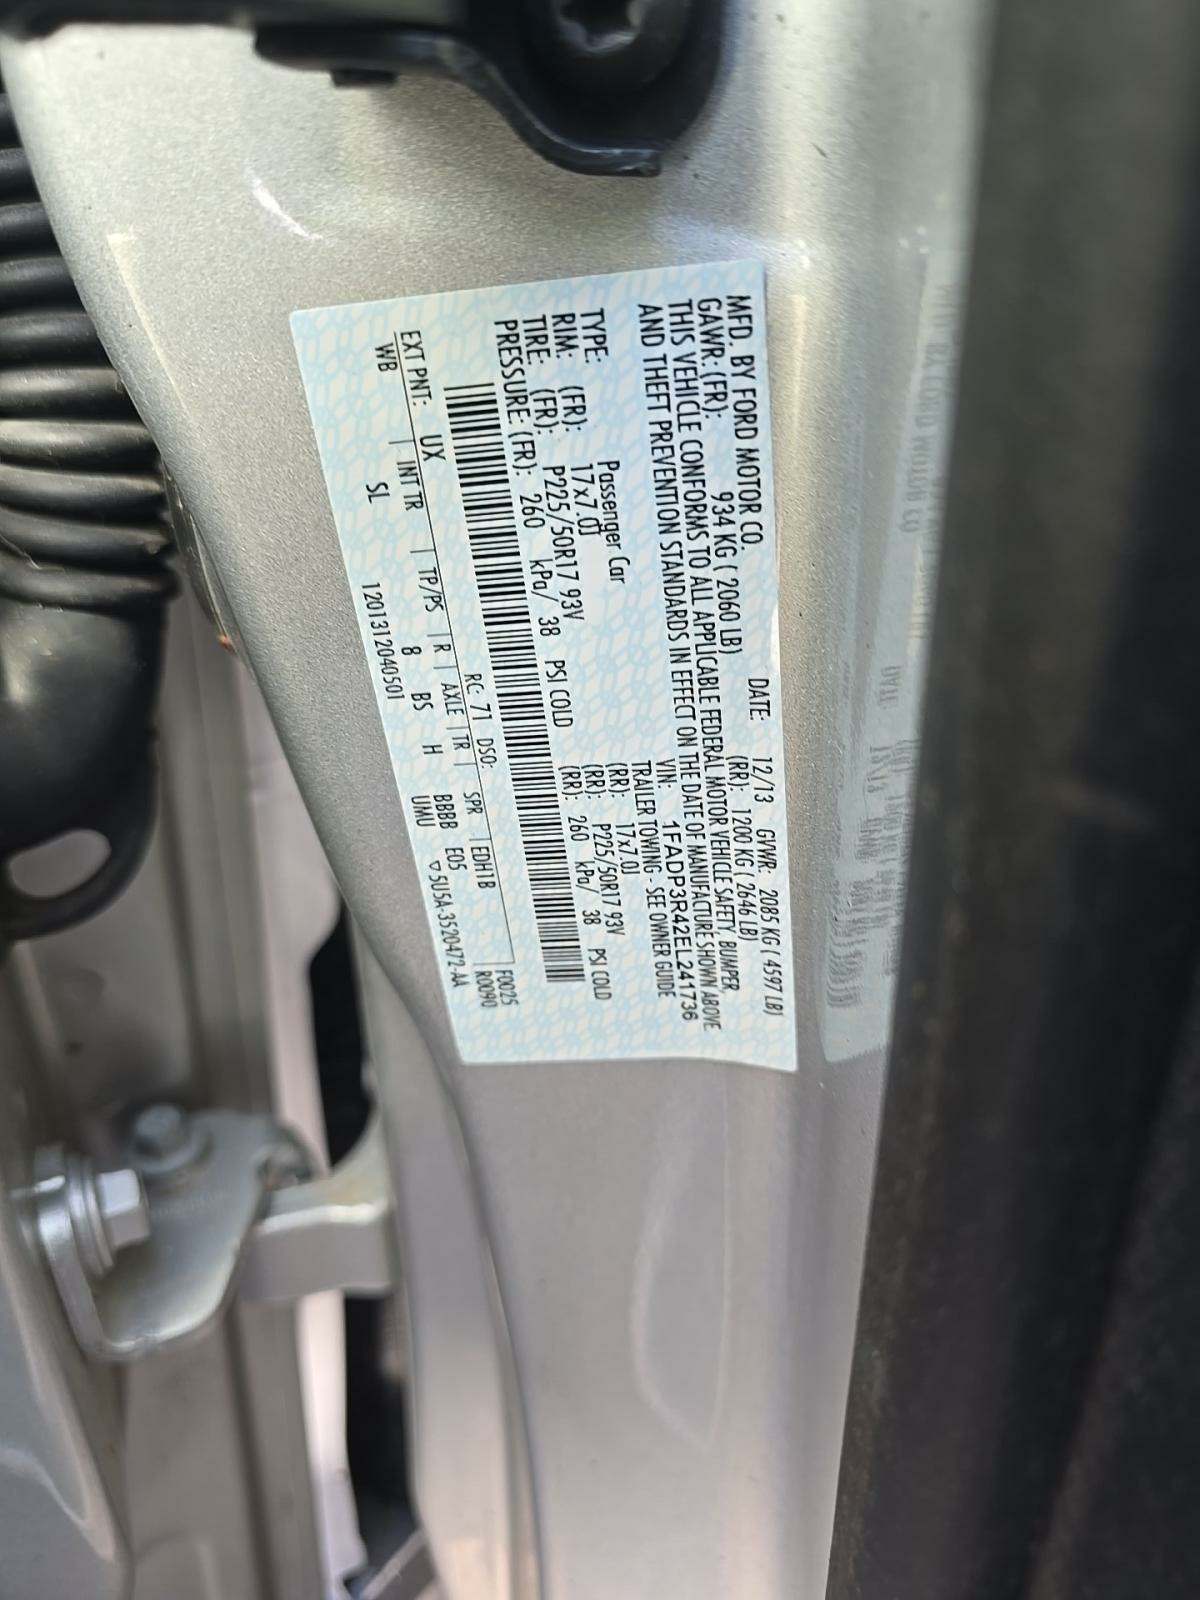 MFD. BY FORD MOTOR CO. DATE: 12/13 GVWR: 2085 KG ( 4597 LB)
GAWR: (FR): 934 KG ( 2060 LB) (RR): 1200 KG ( 2646 LB)
THIS VEHICLE CONFORMS TO ALL APPLICABLE FEDERAL MOTOR VEHICLE SAFETY, BUMPER,
AND THEFT PREVENTION STANDARDS IN EFFECT ON THE DATE OF MANUFACTURE SHOWN ABOVE
VIN: 1FADP3R42EL241736
TYPE: Passenger Car TRAILER TOWING - SEE OWNER GUIDE
RIM: (FR): 17x7.0J (RR): 17x7.0J
TIRE: (FR): P225/50R17 93V (RR): P225/50R17 93V
PRESSURE: (FR): 260 kPa/ 38 PSI COLD (RR): 260 kPa/ 38 PSI COLD
RC: 71 DSO: F0025
EXT PNT: UX R0090
WB | INT TR | TP/PS | R | AXLE | TR | SPR | EDH1B
SL 8 BS H BBBB E05
1201312040501 UMU ▽5U5A-3520472-AA